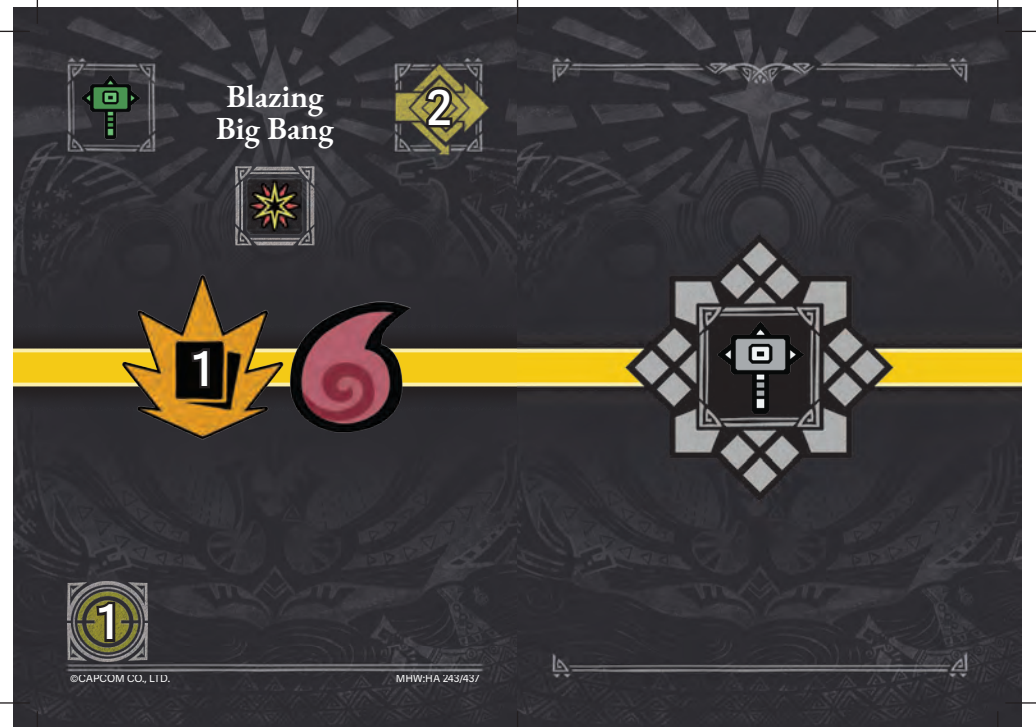 Blazing
Big Bang
2
1
1
©CAPCOM CO., LTD.
MHW:HA 243/437